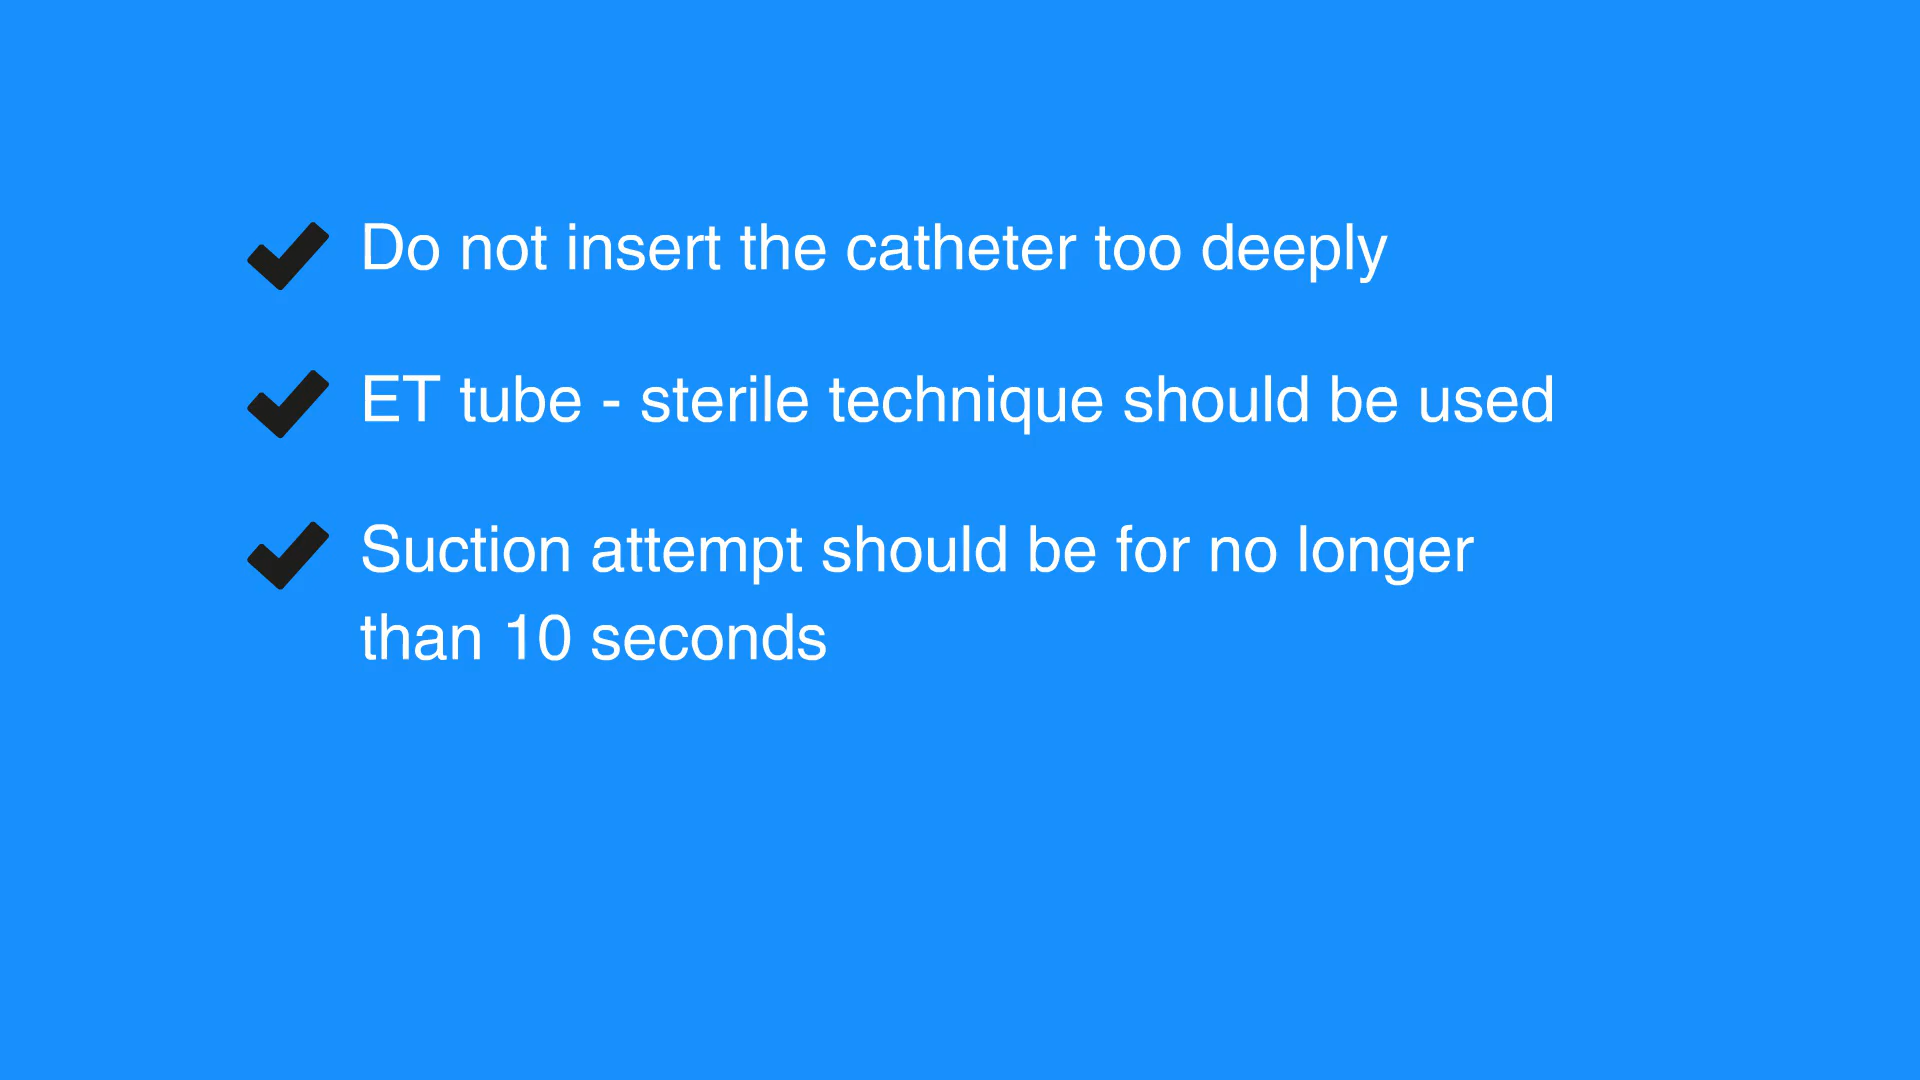 Do not insert the catheter too deeply
ET tube - sterile technique should be used
Suction attempt should be for no longer
than 10 seconds